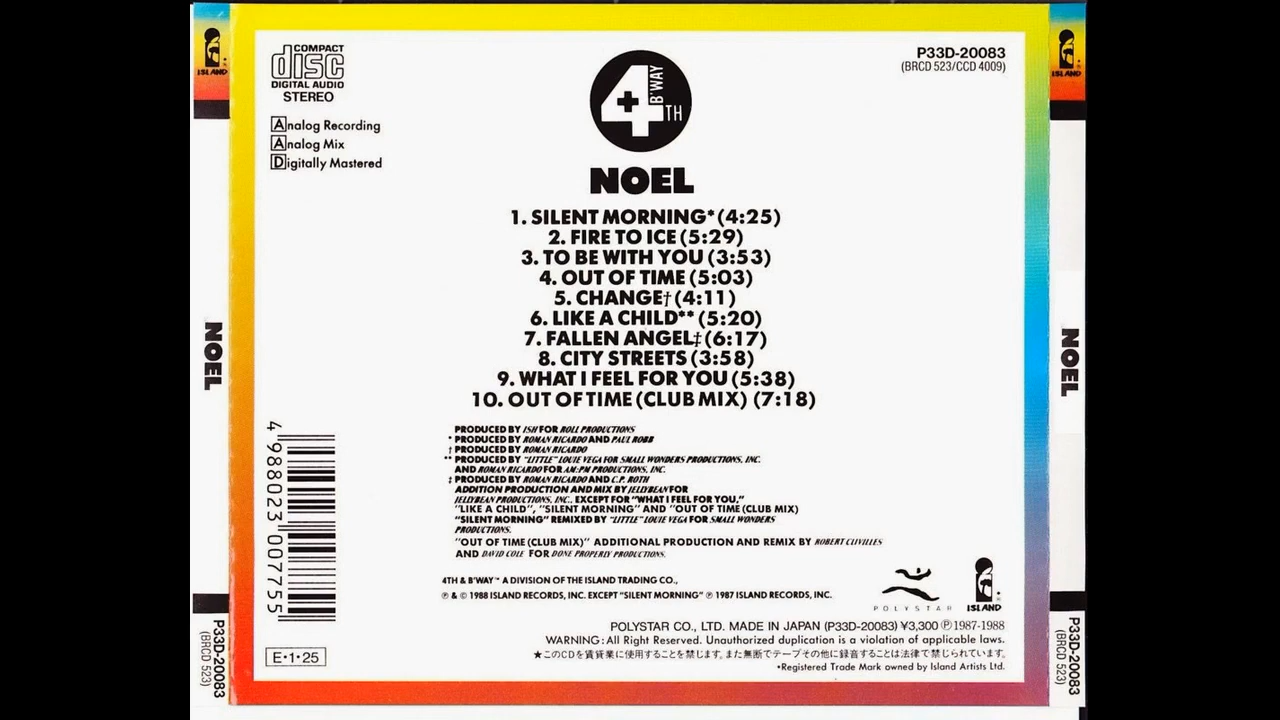 COMPACT
disc
DIGITAL AUDIO
STEREO
Analog Recording
Analog Mix
Digitally Mastered
4TH + B'WAY
P33D-20083
(BRCD 523/CCD 4009)
NOEL
1. SILENT MORNING* (4:25)
2. FIRE TO ICE (5:29)
3. TO BE WITH YOU (3:53)
4. OUT OF TIME (5:03)
5. CHANGE† (4:11)
6. LIKE A CHILD** (5:20)
7. FALLEN ANGEL‡ (6:17)
8. CITY STREETS (3:58)
9. WHAT I FEEL FOR YOU (5:38)
10. OUT OF TIME (CLUB MIX) (7:18)
PRODUCED BY ISH FOR ROLL PRODUCTIONS
* PRODUCED BY ROMAN RICARDO AND PAUL ROBB
† PRODUCED BY ROMAN RICARDO
** PRODUCED BY "LITTLE" LOUIE VEGA FOR SMALL WONDERS PRODUCTIONS, INC.
AND ROMAN RICARDO FOR AM:PM PRODUCTIONS, INC.
‡ PRODUCED BY ROMAN RICARDO AND C.P. ROTH
ADDITION PRODUCTION AND MIX BY JELLYBEAN FOR
JELLYBEAN PRODUCTIONS, INC., EXCEPT FOR "WHAT I FEEL FOR YOU,"
"LIKE A CHILD", "SILENT MORNING" AND "OUT OF TIME (CLUB MIX)
"SILENT MORNING" REMIXED BY "LITTLE" LOUIE VEGA FOR SMALL WONDERS
PRODUCTIONS.
"OUT OF TIME (CLUB MIX)" ADDITIONAL PRODUCTION AND REMIX BY ROBERT CLIVILLES
AND DAVID COLE FOR DONE PROPERLY PRODUCTIONS.
4TH & B'WAY™ A DIVISION OF THE ISLAND TRADING CO.,
℗ & © 1988 ISLAND RECORDS, INC. EXCEPT "SILENT MORNING" ℗ 1987 ISLAND RECORDS, INC.
POLYSTAR
ISLAND
POLYSTAR CO., LTD. MADE IN JAPAN (P33D-20083) ¥3,300 ℗1987-1988
WARNING: All Right Reserved. Unauthorized duplication is a violation of applicable laws.
★このCDを賃貸業に使用することを禁じます。また無断でテープその他に録音することは法律で禁じられています。
•Registered Trade Mark owned by Island Artists Ltd.
4 988023 007755
E•1•25
ISLAND
NOEL
P33D-20083
(BRCD 523)
ISLAND
NOEL
P33D-20083
(BRCD 523)